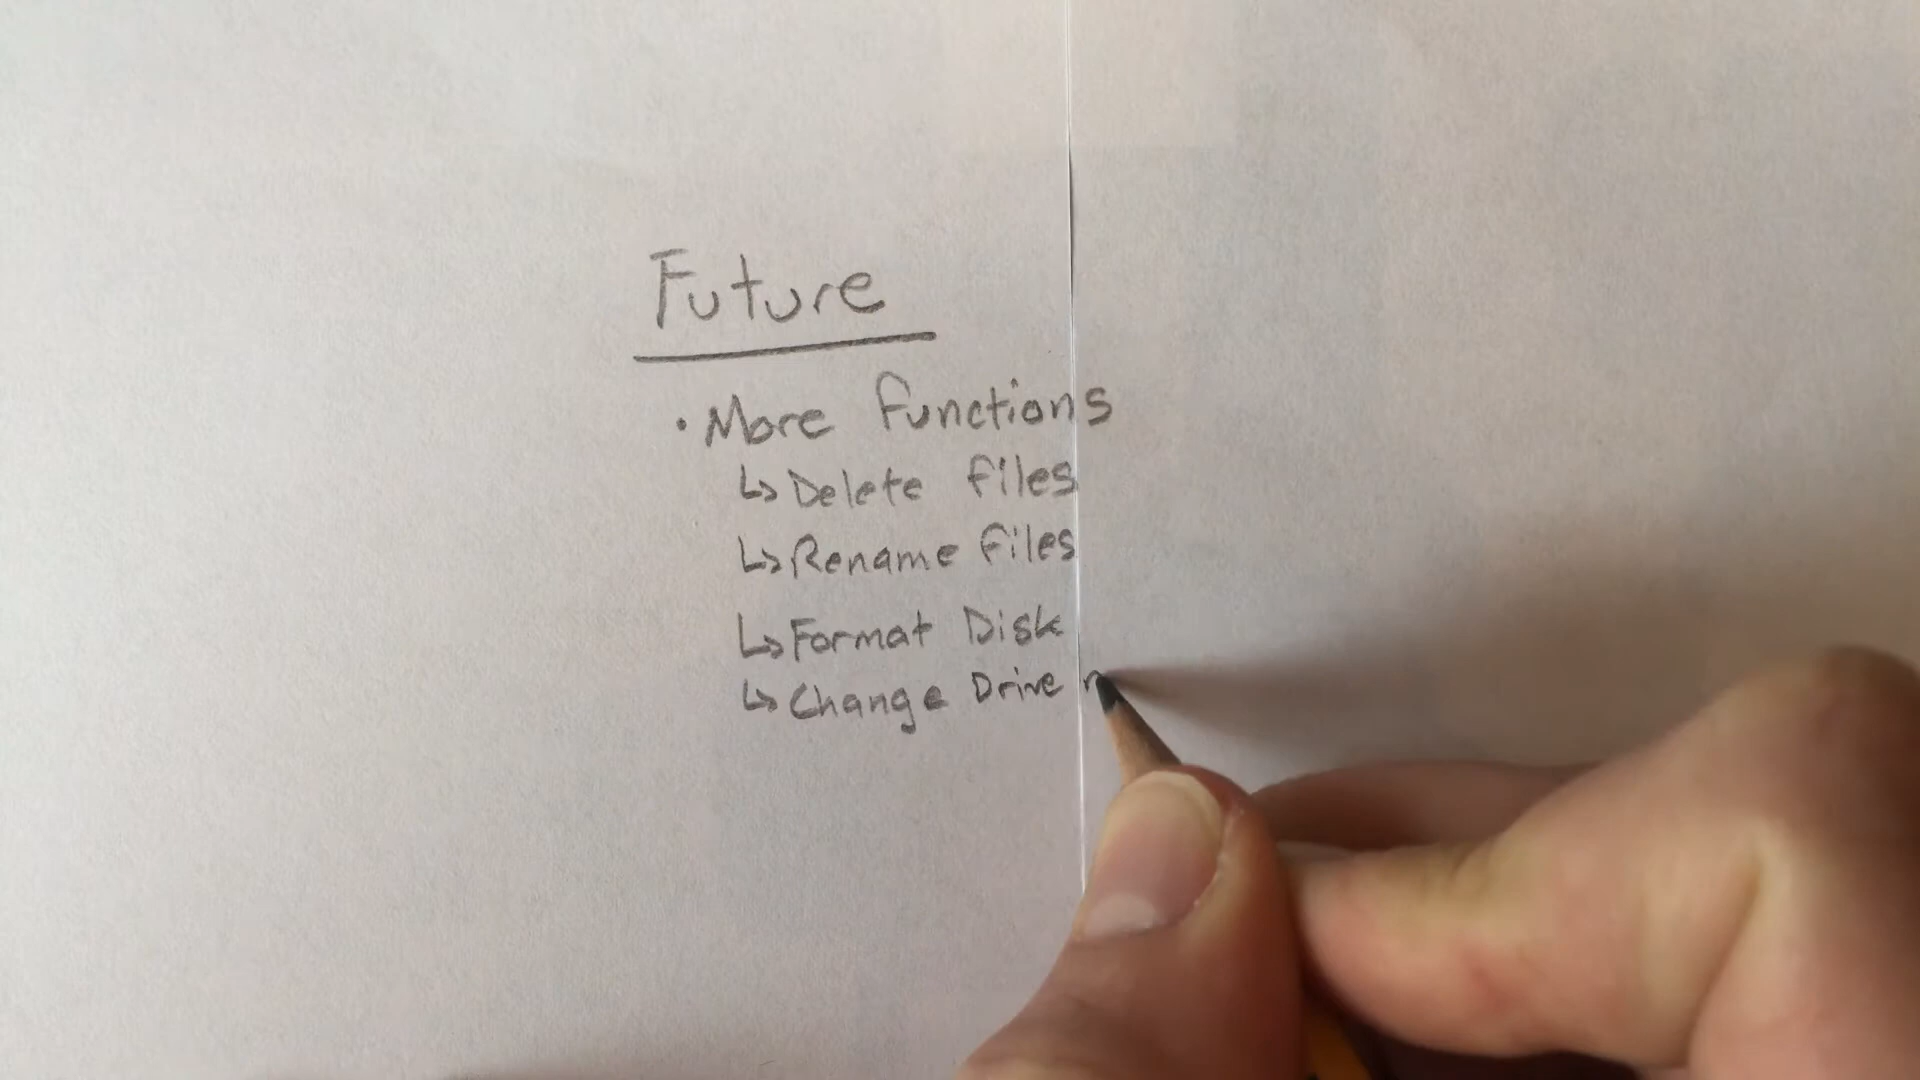 Future
• More functions
↳ Delete files
↳ Rename files
↳ Format Disk
↳ Change Drive